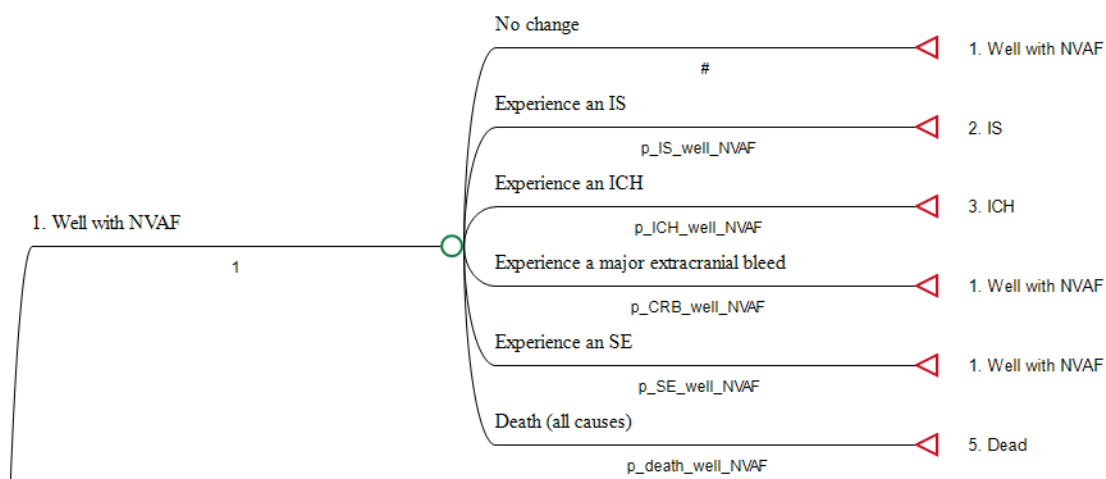 No change
1. Well with NVAF
#
Experience an IS
2. IS
p_IS_well_NVAF
Experience an ICH
3. ICH
p_ICH_well_NVAF
1. Well with NVAF
1
Experience a major extracranial bleed
1. Well with NVAF
p_CRB_well_NVAF
Experience an SE
1. Well with NVAF
p_SE_well_NVAF
Death (all causes)
5. Dead
p_death_well_NVAF